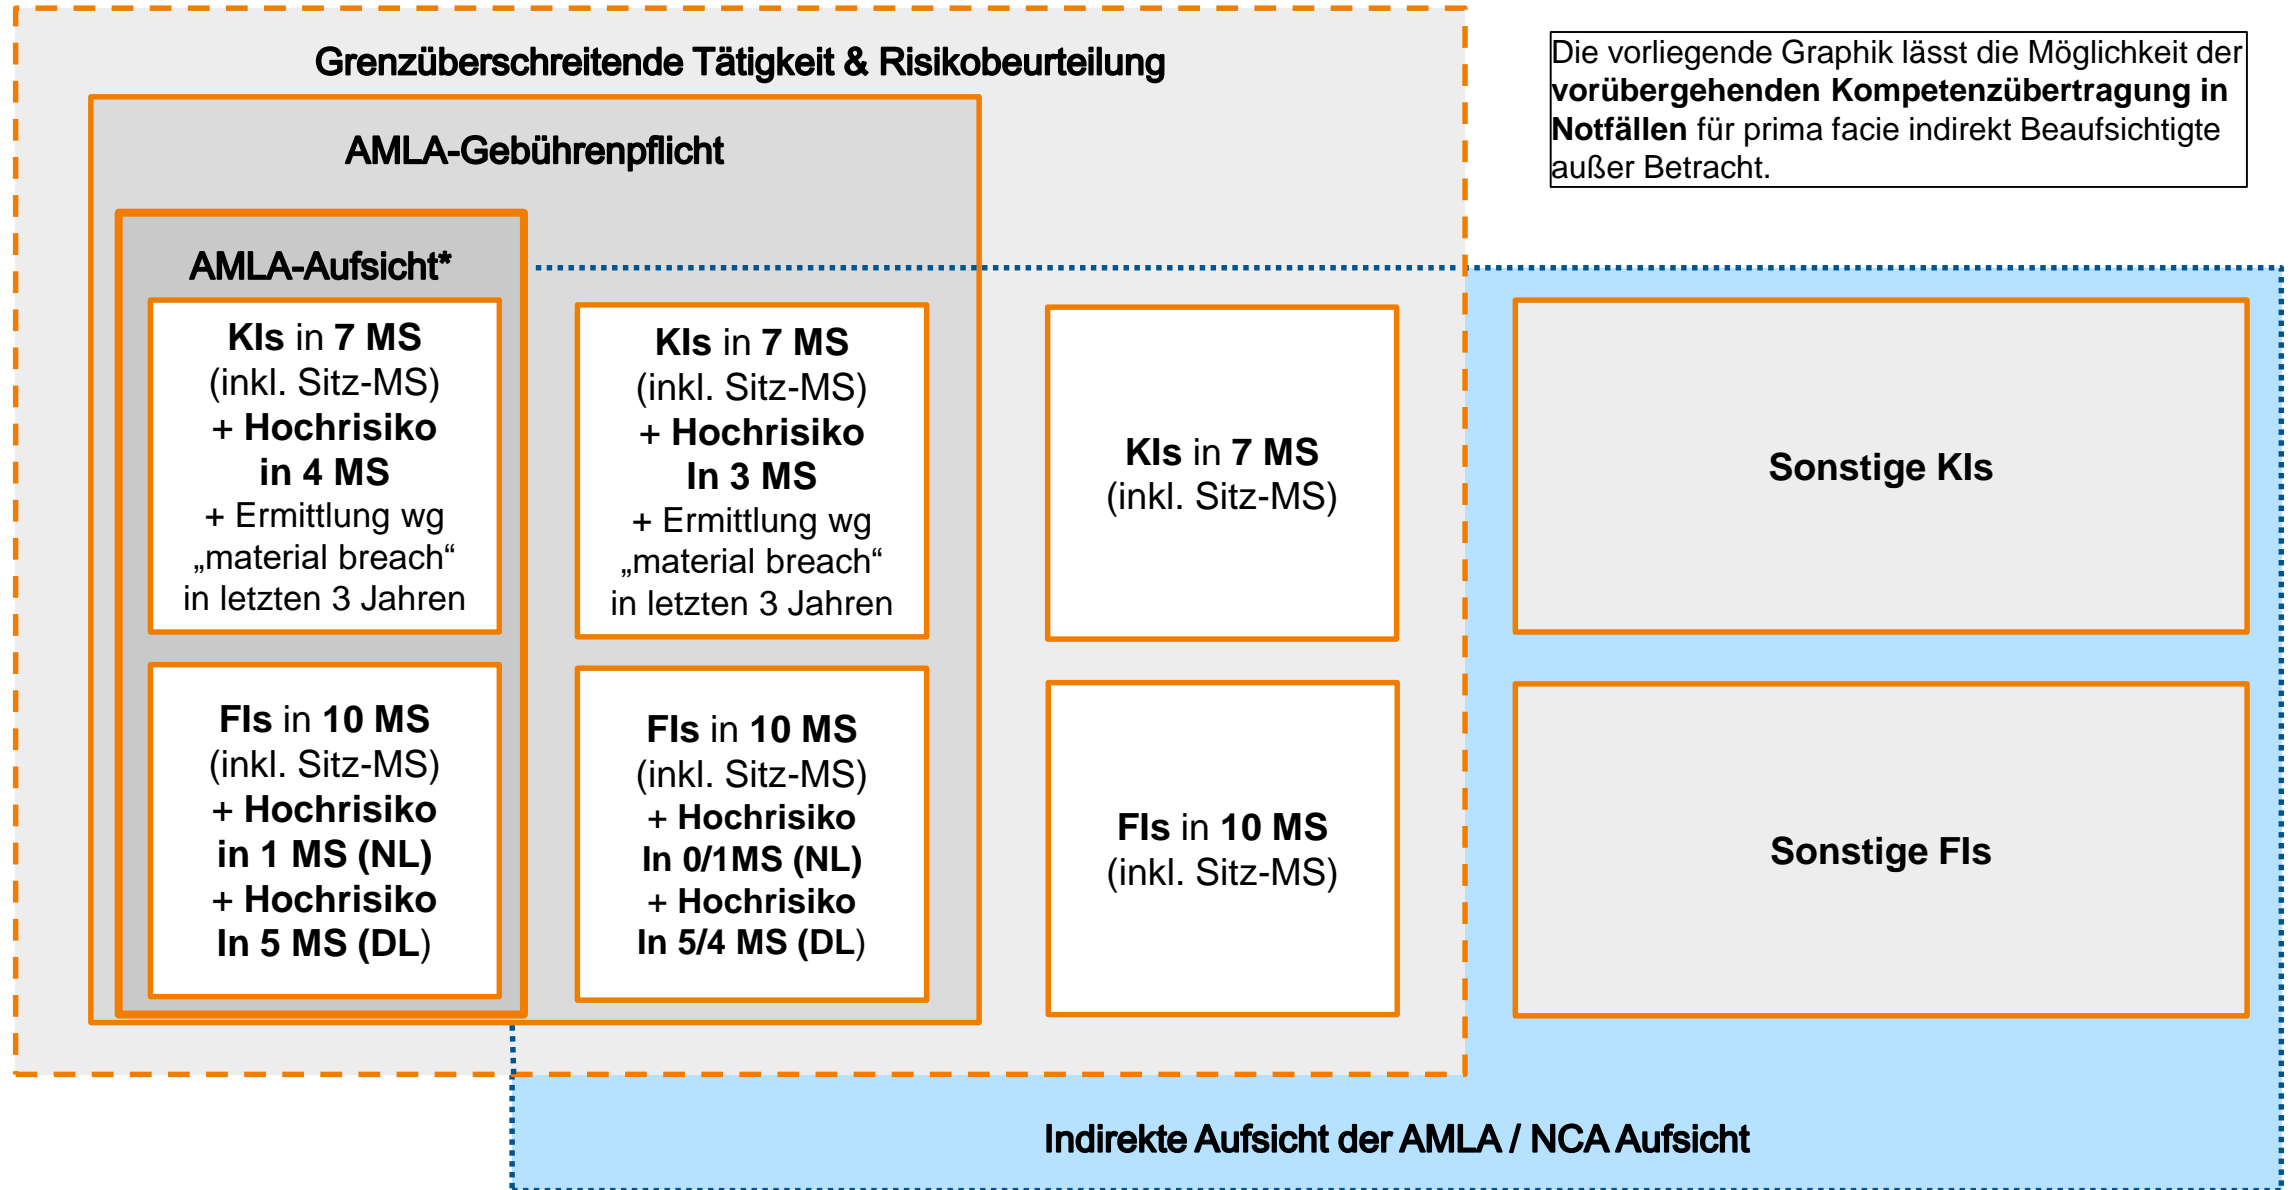 Grenzüberschreitende Tätigkeit & Risikobeurteilung
Die vorliegende Graphik lässt die Möglichkeit der
vorübergehenden Kompetenzübertragung in
Notfällen für prima facie indirekt Beaufsichtigte
außer Betracht.
AMLA-Gebührenpflicht
AMLA-Aufsicht*
KIs in 7 MS
(inkl. Sitz-MS)
+ Hochrisiko
in 4 MS
+ Ermittlung wg
„material breach“
in letzten 3 Jahren
KIs in 7 MS
(inkl. Sitz-MS)
+ Hochrisiko
In 3 MS
+ Ermittlung wg
„material breach“
in letzten 3 Jahren
KIs in 7 MS
(inkl. Sitz-MS)
Sonstige KIs
FIs in 10 MS
(inkl. Sitz-MS)
+ Hochrisiko
in 1 MS (NL)
+ Hochrisiko
In 5 MS (DL)
FIs in 10 MS
(inkl. Sitz-MS)
+ Hochrisiko
In 0/1MS (NL)
+ Hochrisiko
In 5/4 MS (DL)
FIs in 10 MS
(inkl. Sitz-MS)
Sonstige FIs
Indirekte Aufsicht der AMLA / NCA Aufsicht